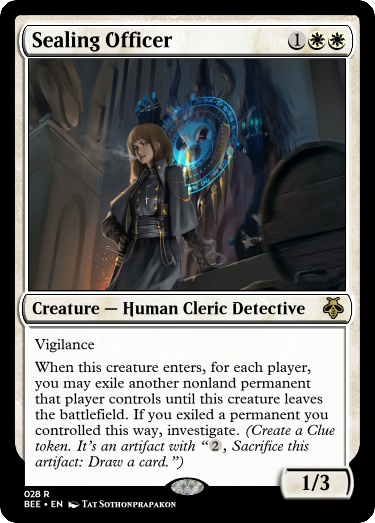 Sealing Officer 1
Creature — Human Cleric Detective
Vigilance
When this creature enters, for each player,
you may exile another nonland permanent
that player controls until this creature leaves
the battlefield. If you exiled a permanent you
controlled this way, investigate. (Create a Clue
token. It's an artifact with “2, Sacrifice this
artifact: Draw a card.”)
1/3
028 R
BEE • EN Tat Sothonprapakon